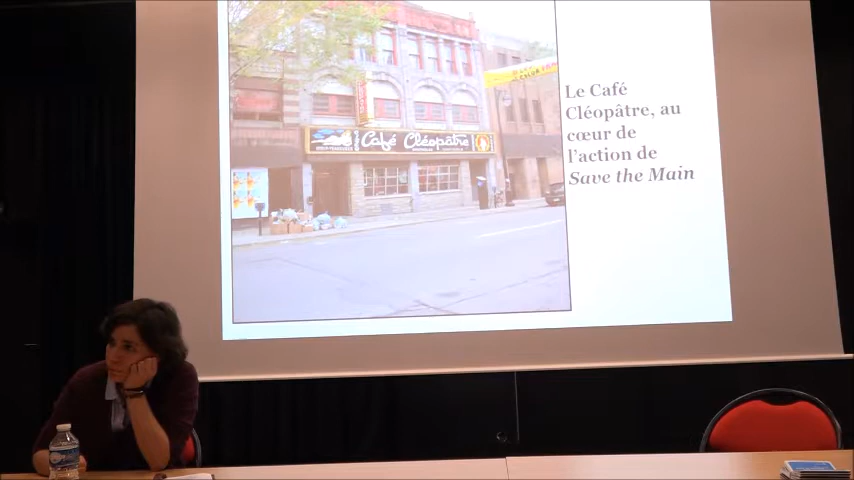 Le Café
Cléopâtre, au
cœur de
l'action de
Save the Main
Café Cléopâtre